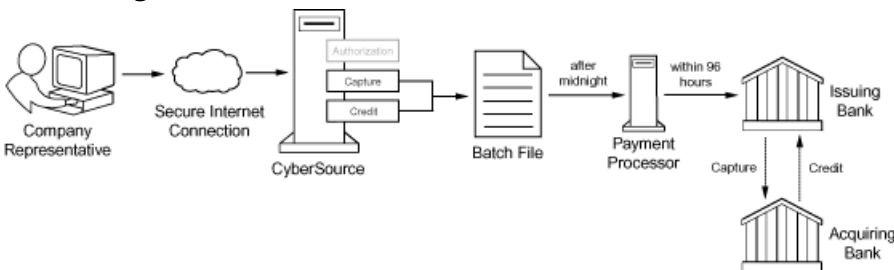 Authorization
Capture
Credit
after
midnight
within 96
hours
Company
Representative
Secure Internet
Connection
CyberSource
Batch File
Payment
Processor
Issuing
Bank
Capture
Credit
Acquiring
Bank